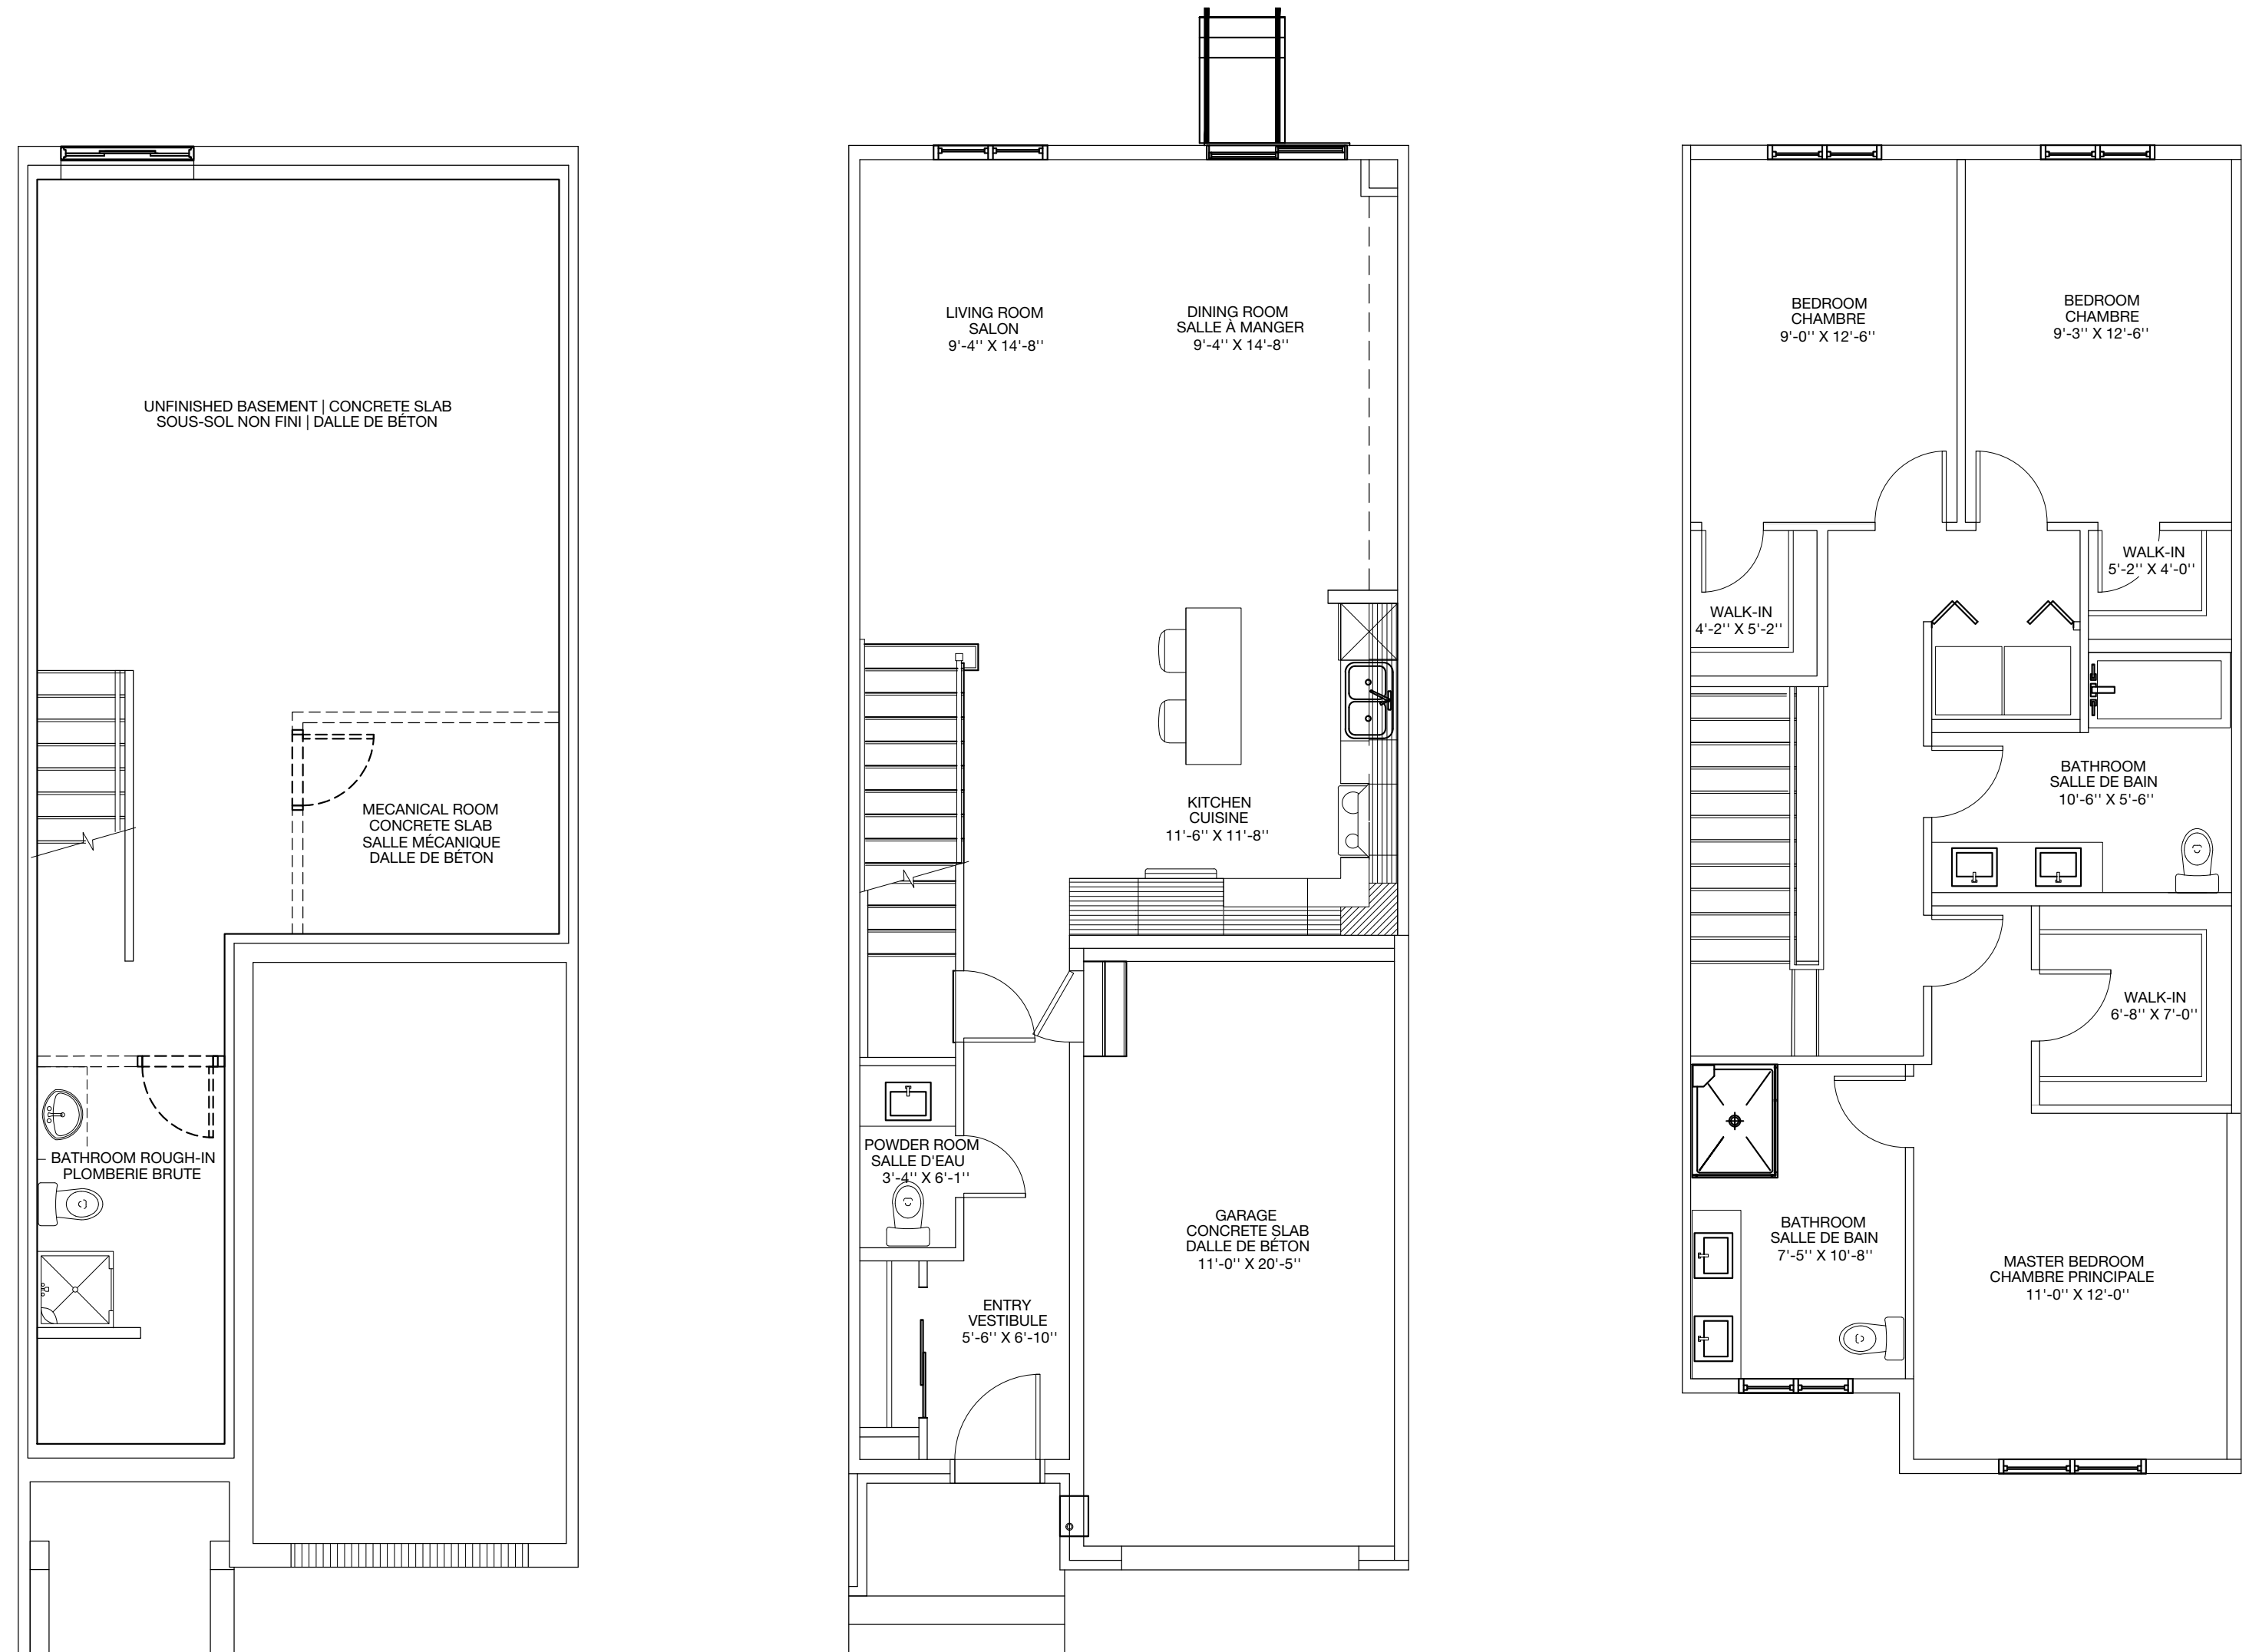 UNFINISHED BASEMENT | CONCRETE SLAB
SOUS-SOL NON FINI | DALLE DE BÉTON
MECANICAL ROOM
CONCRETE SLAB
SALLE MÉCANIQUE
DALLE DE BÉTON
BATHROOM ROUGH-IN
PLOMBERIE BRUTE
LIVING ROOM
SALON
9'-4'' X 14'-8''
DINING ROOM
SALLE À MANGER
9'-4'' X 14'-8''
KITCHEN
CUISINE
11'-6'' X 11'-8''
POWDER ROOM
SALLE D'EAU
3'-4'' X 6'-1''
GARAGE
CONCRETE SLAB
DALLE DE BÉTON
11'-0'' X 20'-5''
ENTRY
VESTIBULE
5'-6'' X 6'-10''
BEDROOM
CHAMBRE
9'-0'' X 12'-6''
BEDROOM
CHAMBRE
9'-3'' X 12'-6''
WALK-IN
5'-2'' X 4'-0''
WALK-IN
4'-2'' X 5'-2''
BATHROOM
SALLE DE BAIN
10'-6'' X 5'-6''
WALK-IN
6'-8'' X 7'-0''
BATHROOM
SALLE DE BAIN
7'-5'' X 10'-8''
MASTER BEDROOM
CHAMBRE PRINCIPALE
11'-0'' X 12'-0''